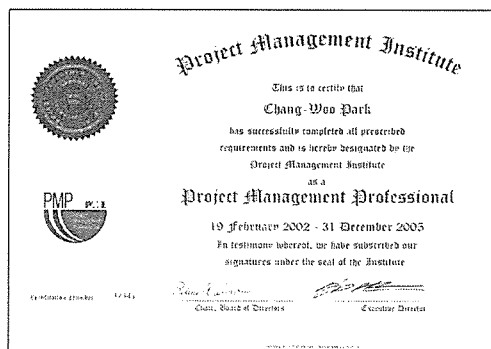 Project Management Institute
This is to certify that
Chang-Woo Park
has successfully completed all prescribed
requirements and is hereby designated by the
Project Management Institute
as a
Project Management Professional
19 February 2002 - 31 December 2005
In testimony whereof, we have subscribed our
signatures under the seal of the Institute
PMP
Chair, Board of Directors
Executive Director